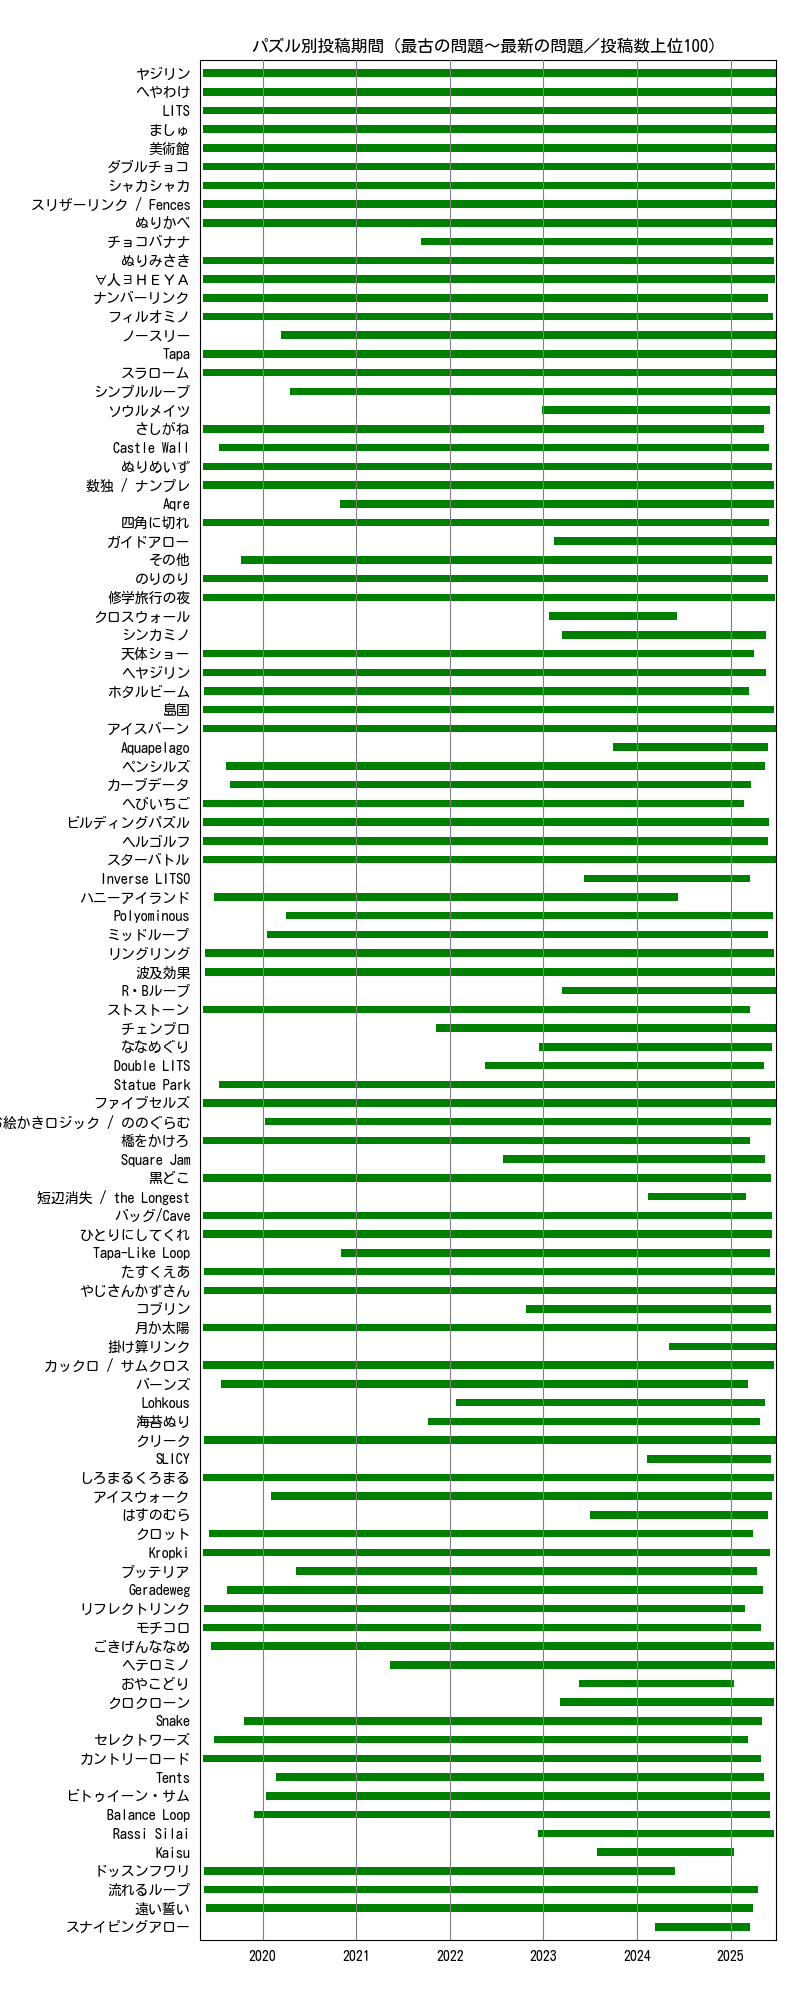 パズル別投稿期間（最古の問題～最新の問題／投稿数上位100）
ヤジリン
へやわけ
LITS
ましゅ
美術館
ダブルチョコ
シャカシャカ
スリザーリンク / Fences
ぬりかべ
チョコバナナ
ぬりみさき
∀人∃ＨＥＹＡ
ナンバーリンク
フィルオミノ
ノースリー
Tapa
スラローム
シンプルループ
ソウルメイツ
さしがね
Castle Wall
ぬりめいず
数独 / ナンプレ
Aqre
四角に切れ
ガイドアロー
その他
のりのり
修学旅行の夜
クロスウォール
シンカミノ
天体ショー
ヘヤジリン
ホタルビーム
島国
アイスバーン
Aquapelago
ペンシルズ
カーブデータ
へびいちご
ビルディングパズル
ヘルゴルフ
スターバトル
Inverse LITSO
ハニーアイランド
Polyominous
ミッドループ
リングリング
波及効果
R・Bループ
ストストーン
チェンブロ
ななめぐり
Double LITS
Statue Park
ファイブセルズ
絵かきロジック / ののぐらむ
橋をかけろ
Square Jam
黒どこ
短辺消失 / the Longest
バッグ/Cave
ひとりにしてくれ
Tapa-Like Loop
たすくえあ
やじさんかずさん
コブリン
月か太陽
掛け算リンク
カックロ / サムクロス
バーンズ
Lohkous
海苔ぬり
クリーク
SLICY
しろまるくろまる
アイスウォーク
はすのむら
クロット
Kropki
プッテリア
Geradeweg
リフレクトリンク
モチコロ
ごきげんななめ
ヘテロミノ
おやこどり
クロクローン
Snake
セレクトワーズ
カントリーロード
Tents
ビトゥイーン・サム
Balance Loop
Rassi Silai
Kaisu
ドッスンフワリ
流れるループ
遠い誓い
スナイピングアロー
2020 2021 2022 2023 2024 2025